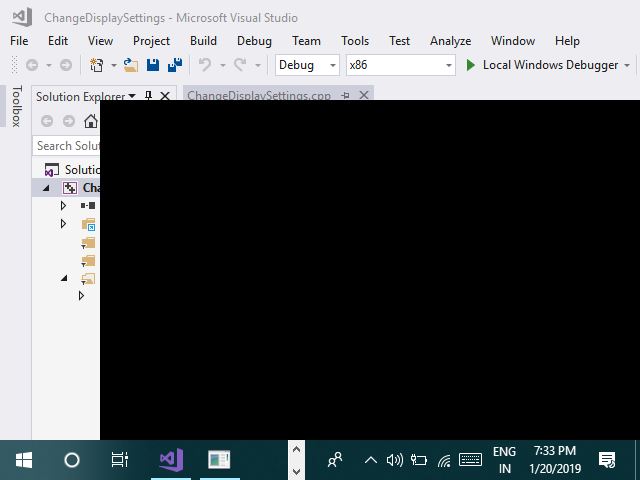 ChangeDisplaySettings - Microsoft Visual Studio
File Edit View Project Build Debug Team Tools Test Analyze Window Help
Debug x86 Local Windows Debugger
Toolbox
Solution Explorer ChangeDisplaySettings.cpp
Search Solu
Solutio
Cha
ENG 7:33 PM
IN 1/20/2019